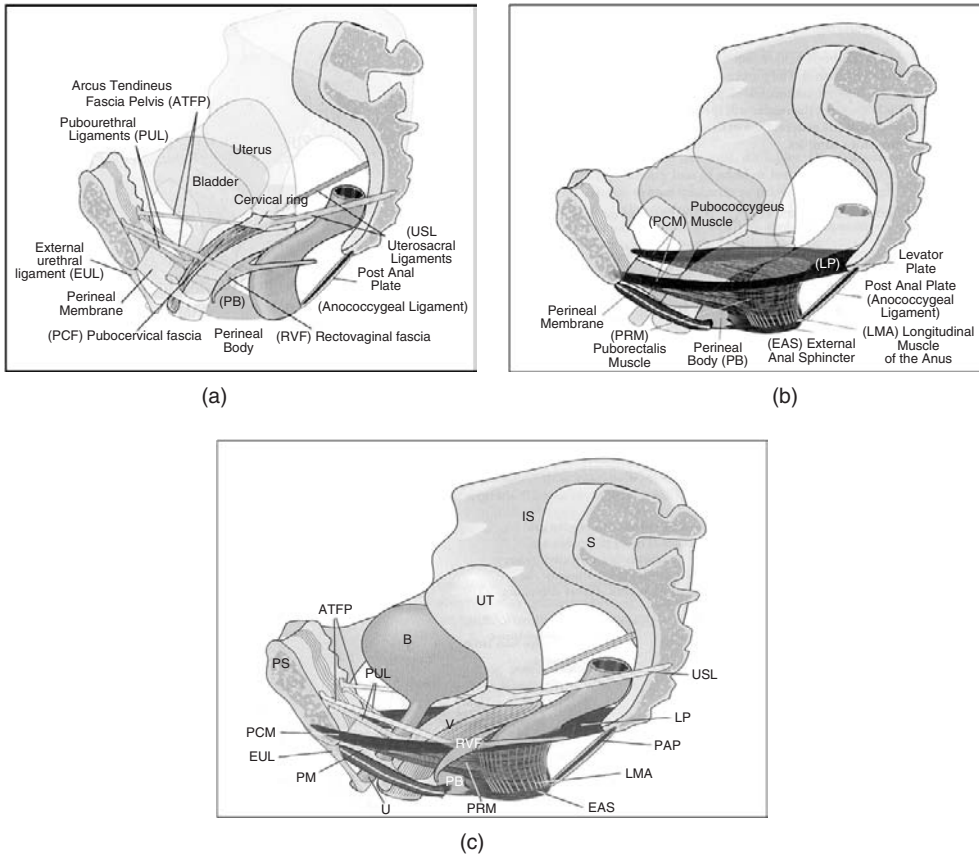 Arcus Tendineus
Fascia Pelvis (ATFP)
Pubourethral
Ligaments (PUL)
Uterus
Bladder
Cervical ring
(USL
Uterosacral
Ligaments
External
urethral
ligament (EUL)
Post Anal
Plate
Perineal
Membrane
(PB)
(Anococcygeal Ligament)
(PCF) Pubocervical fascia
Perineal
Body
(RVF) Rectovaginal fascia
(a)
Pubococcygeus
(PCM) Muscle
(LP)
Levator
Plate
Post Anal Plate
(Anococcygeal
Ligament)
Perineal
Membrane
(PRM)
Puborectalis
Muscle
Perineal
Body (PB)
(EAS) External
Anal Sphincter
(LMA) Longitudinal
Muscle
of the Anus
(b)
IS
S
UT
ATFP
B
PS
PUL
USL
V
LP
PCM
RVF
PAP
EUL
PM
PB
LMA
U
PRM
EAS
(c)